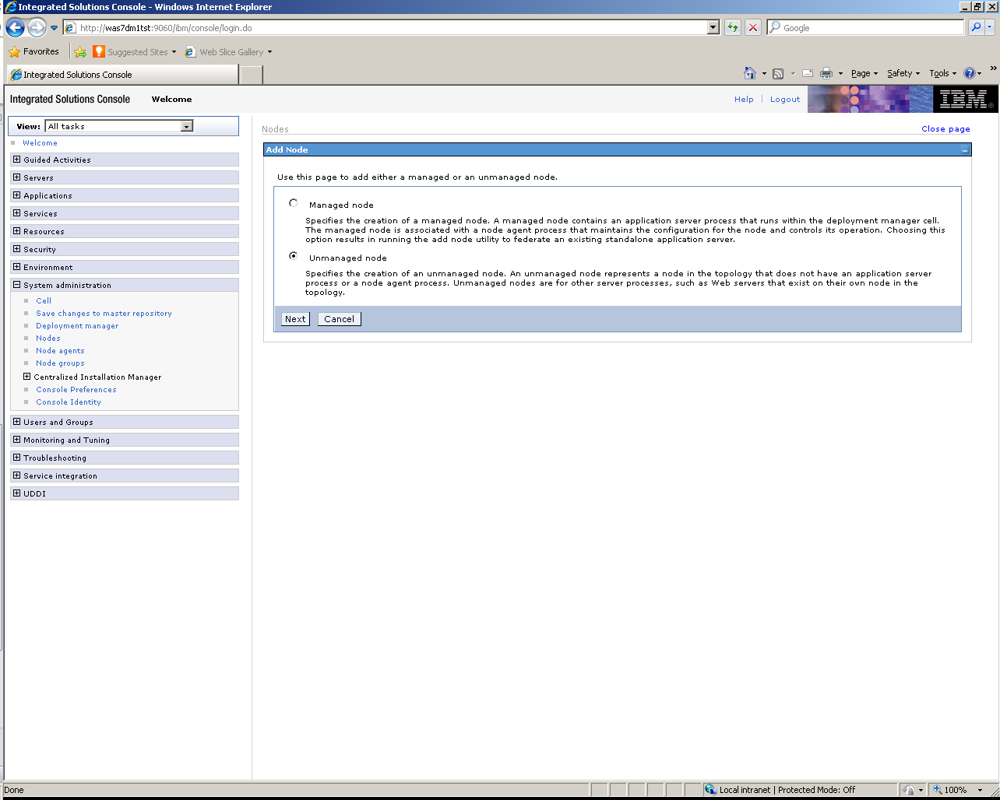 Integrated Solutions Console - Windows Internet Explorer
http://was7dm1tst:9060/ibm/console/login.do
Google
Favorites
Suggested Sites
Web Slice Gallery
Integrated Solutions Console
Page
Safety
Tools
»
Integrated Solutions Console Welcome
Help | Logout
IBM
View: All tasks
Welcome
Guided Activities
Servers
Applications
Services
Resources
Security
Environment
System administration
Cell
Save changes to master repository
Deployment manager
Nodes
Node agents
Node groups
Centralized Installation Manager
Console Preferences
Console Identity
Users and Groups
Monitoring and Tuning
Troubleshooting
Service integration
UDDI
Nodes
Close page
Add Node
Use this page to add either a managed or an unmanaged node.
Managed node
Specifies the creation of a managed node. A managed node contains an application server process that runs within the deployment manager cell.
The managed node is associated with a node agent process that maintains the configuration for the node and controls its operation. Choosing this
option results in running the add node utility to federate an existing standalone application server.
Unmanaged node
Specifies the creation of an unmanaged node. An unmanaged node represents a node in the topology that does not have an application server
process or a node agent process. Unmanaged nodes are for other server processes, such as Web servers that exist on their own node in the
topology.
Next
Cancel
Done
Local intranet | Protected Mode: Off
100%